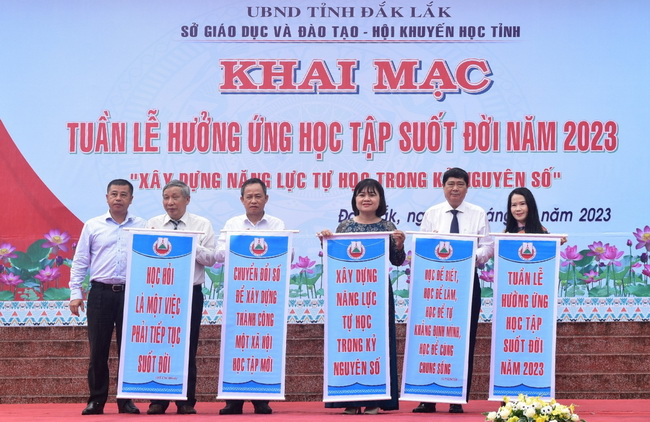 UBND TỈNH ĐẮK LẮK
SỞ GIÁO DỤC VÀ ĐÀO TẠO - HỘI KHUYẾN HỌC TỈNH
KHAI MẠC
TUẦN LỄ HƯỞNG ỨNG HỌC TẬP SUỐT ĐỜI NĂM 2023
"XÂY DỰNG NĂNG LỰC TỰ HỌC TRONG KỶ NGUYÊN SỐ"
Lắk, năm 2023
HỌC ĐỐI
LÀ MỘT VIỆC
PHẢI TIẾP TỤC
SUỐT ĐỜI
CHUYỂN ĐỔI SỐ
ĐỂ XÂY DỰNG
THÀNH CÔNG
MỘT XÃ HỘI
HỌC TẬP MỚI
XÂY DỰNG
NĂNG LỰC
TỰ HỌC
TRONG KỶ
NGUYÊN SỐ
HỌC ĐỂ BIẾT,
HỌC ĐỂ LÀM,
HỌC ĐỂ TỰ
KHẲNG ĐỊNH MÌNH,
HỌC ĐỂ CÙNG
CHUNG SỐNG
TUẦN LỄ
HƯỞNG ỨNG
HỌC TẬP
SUỐT ĐỜI
NĂM 2023